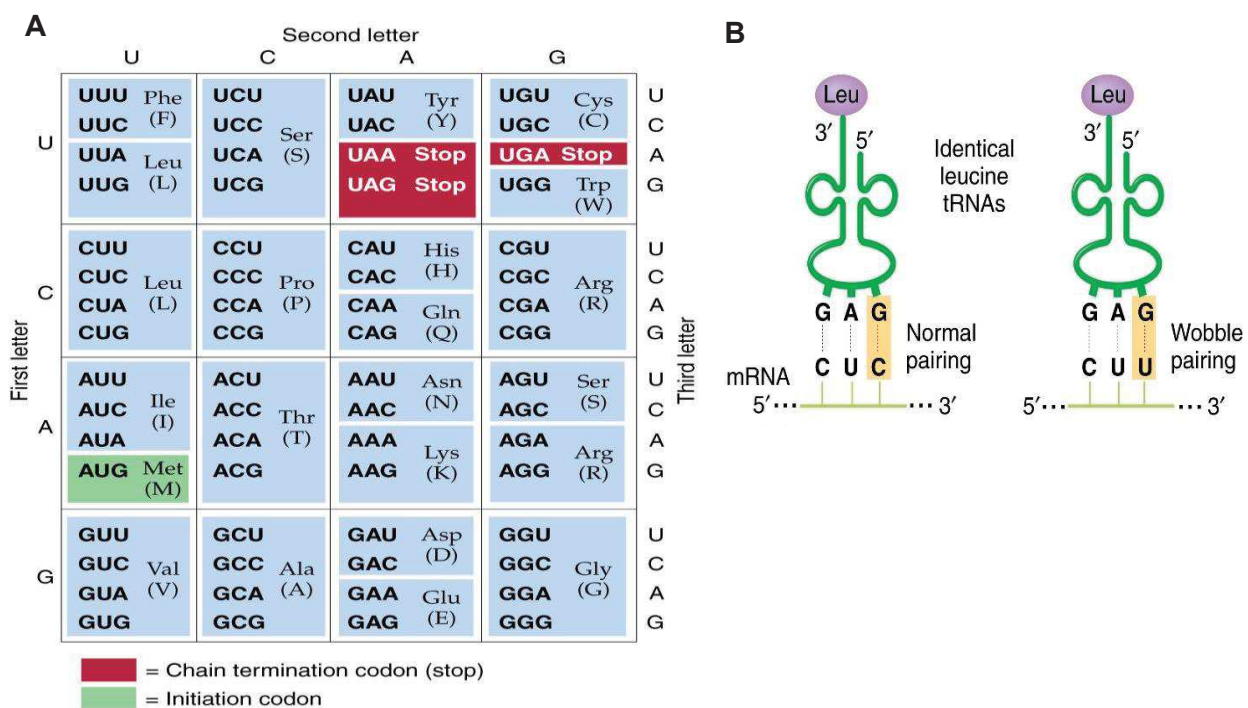 A
Second letter
U C A G
First letter
Third letter
U
UUU Phe U
UUC (F) C
UUA Leu A
UUG (L) G
UCU
UCC Ser
UCA (S)
UCG
UAU Tyr
UAC (Y)
UAA Stop
UAG Stop
UGU Cys
UGC (C)
UGA Stop
UGG Trp
(W)
C
CUU U
CUC Leu C
CUA (L) A
CUG G
CCU
CCC Pro
CCA (P)
CCG
CAU His
CAC (H)
CAA Gln
CAG (Q)
CGU
CGC Arg
CGA (R)
CGG
A
AUU U
AUC Ile C
AUA (I) A
AUG Met G
(M)
ACU
ACC Thr
ACA (T)
ACG
AAU Asn
AAC (N)
AAA Lys
AAG (K)
AGU Ser
AGC (S)
AGA Arg
AGG (R)
G
GUU U
GUC Val C
GUA (V) A
GUG G
GCU
GCC Ala
GCA (A)
GCG
GAU Asp
GAC (D)
GAA Glu
GAG (E)
GGU
GGC Gly
GGA (G)
GGG
= Chain termination codon (stop)
= Initiation codon
B
Leu Leu
3′ 5′ 3′ 5′
Identical
leucine
tRNAs
G A G G A G
Normal
pairing
Wobble
pairing
C U C C U U
mRNA
5′ 3′ 5′ 3′